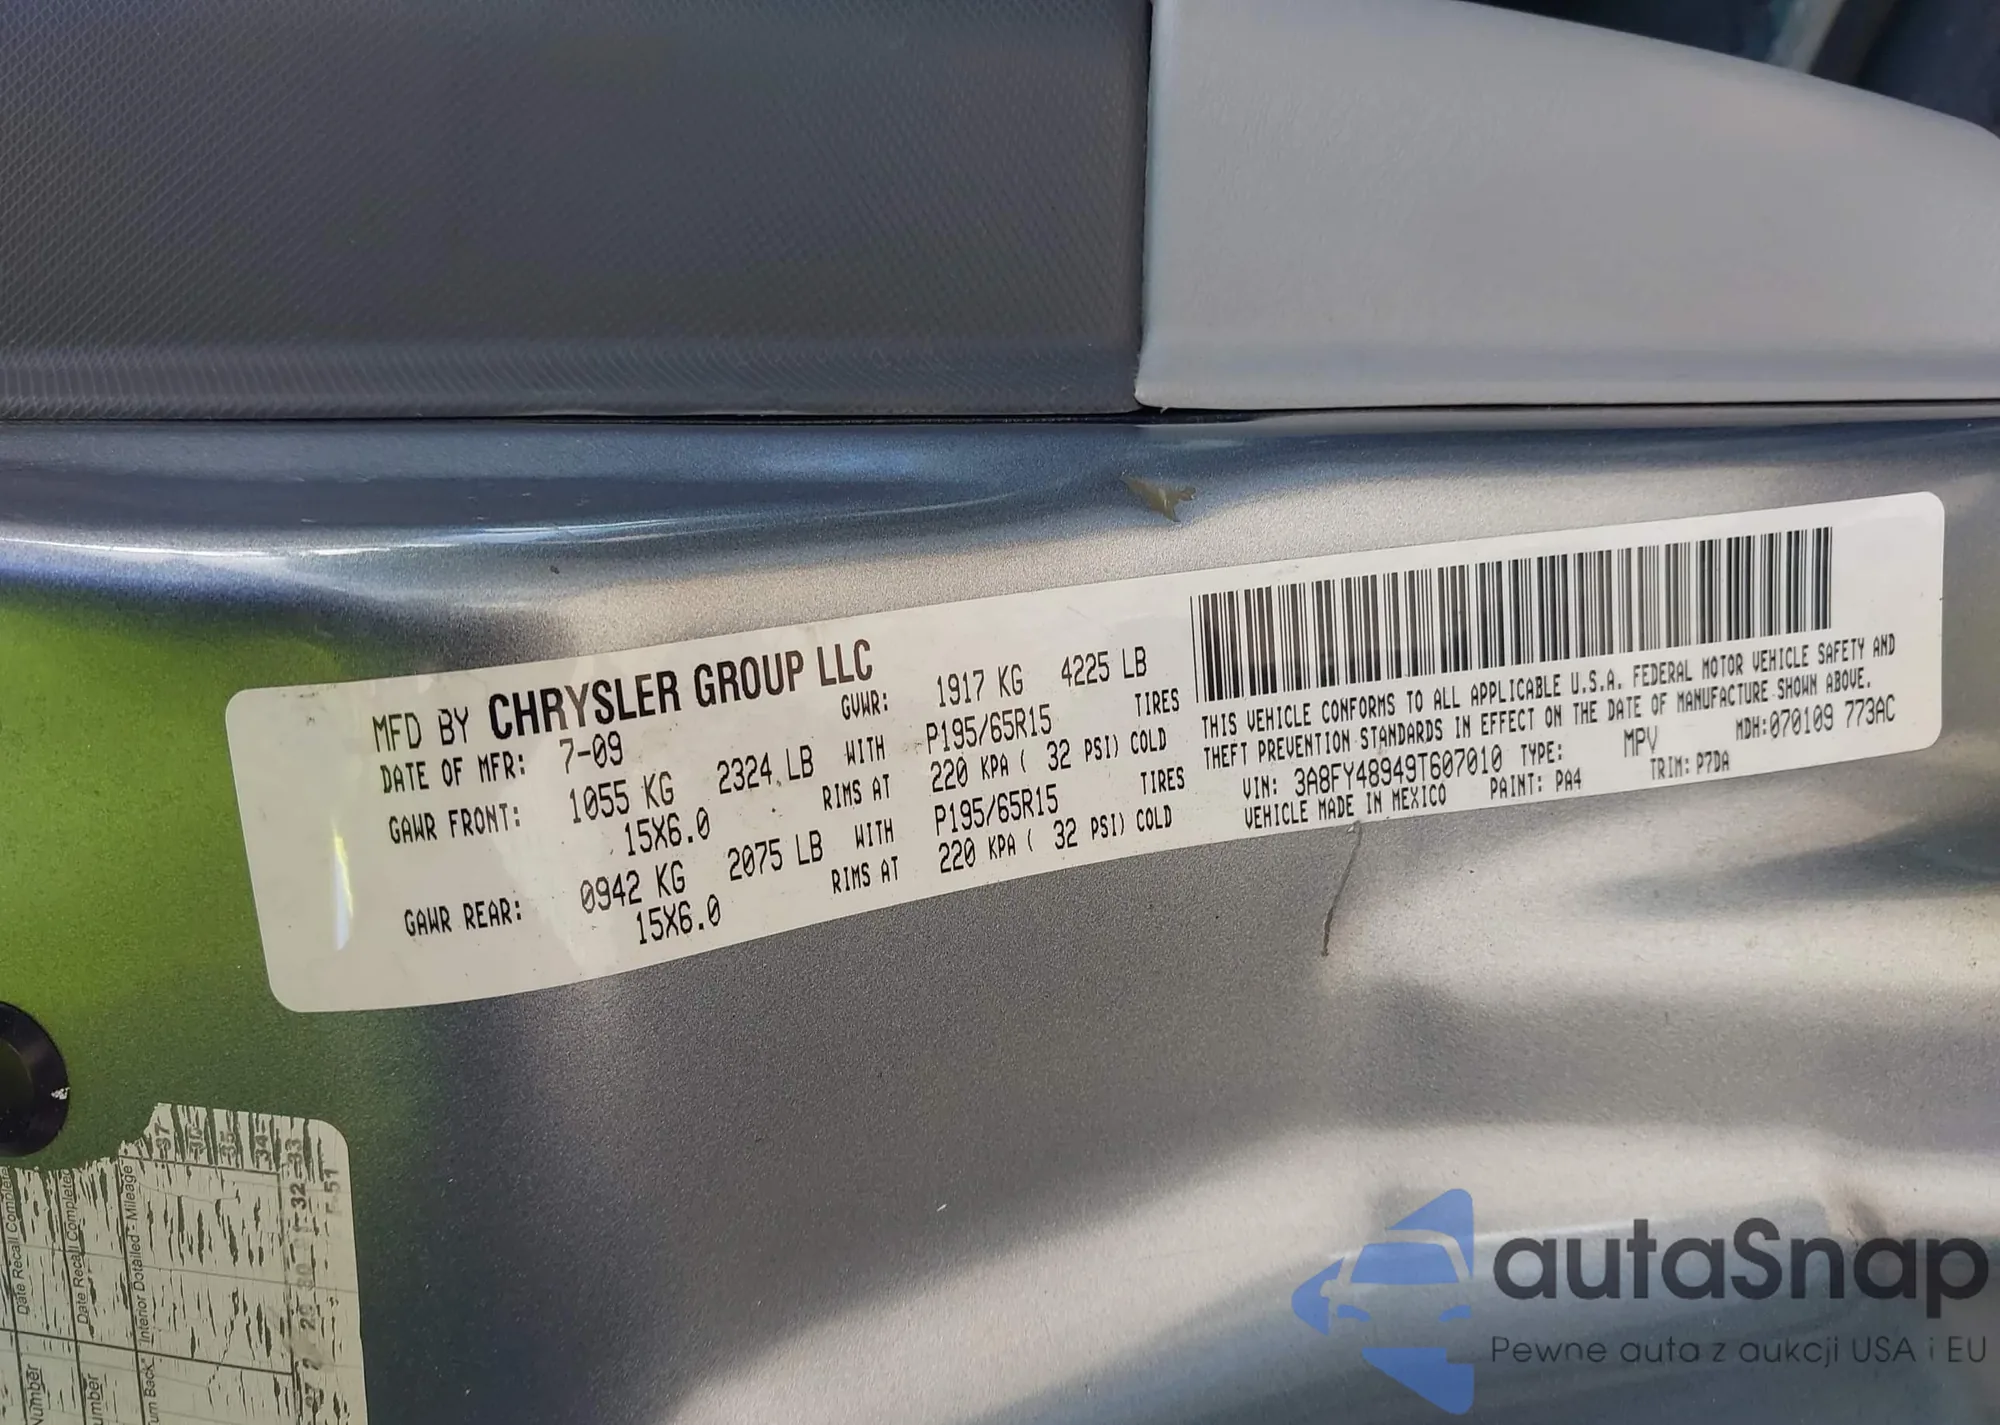 MFD BY CHRYSLER GROUP LLC
DATE OF MFR: 7-09 GVWR: 1917 KG 4225 LB
GAWR FRONT: 1055 KG 2324 LB WITH P195/65R15 TIRES
15X6.0 RIMS AT 220 KPA ( 32 PSI) COLD
GAWR REAR: 0942 KG 2075 LB WITH P195/65R15 TIRES
15X6.0 RIMS AT 220 KPA ( 32 PSI) COLD
THIS VEHICLE CONFORMS TO ALL APPLICABLE U.S.A. FEDERAL MOTOR VEHICLE SAFETY AND
THEFT PREVENTION STANDARDS IN EFFECT ON THE DATE OF MANUFACTURE SHOWN ABOVE.
VIN: 3A8FY48949T607010 TYPE: MPV MDH:070109 773AC
VEHICLE MADE IN MEXICO PAINT: PA4 TRIM: P7DA
Date Recall
Date Recall
Interior Dotailed - Mileage
Number
Back"
autaSnap
Pewne auta z aukcji USA i EU